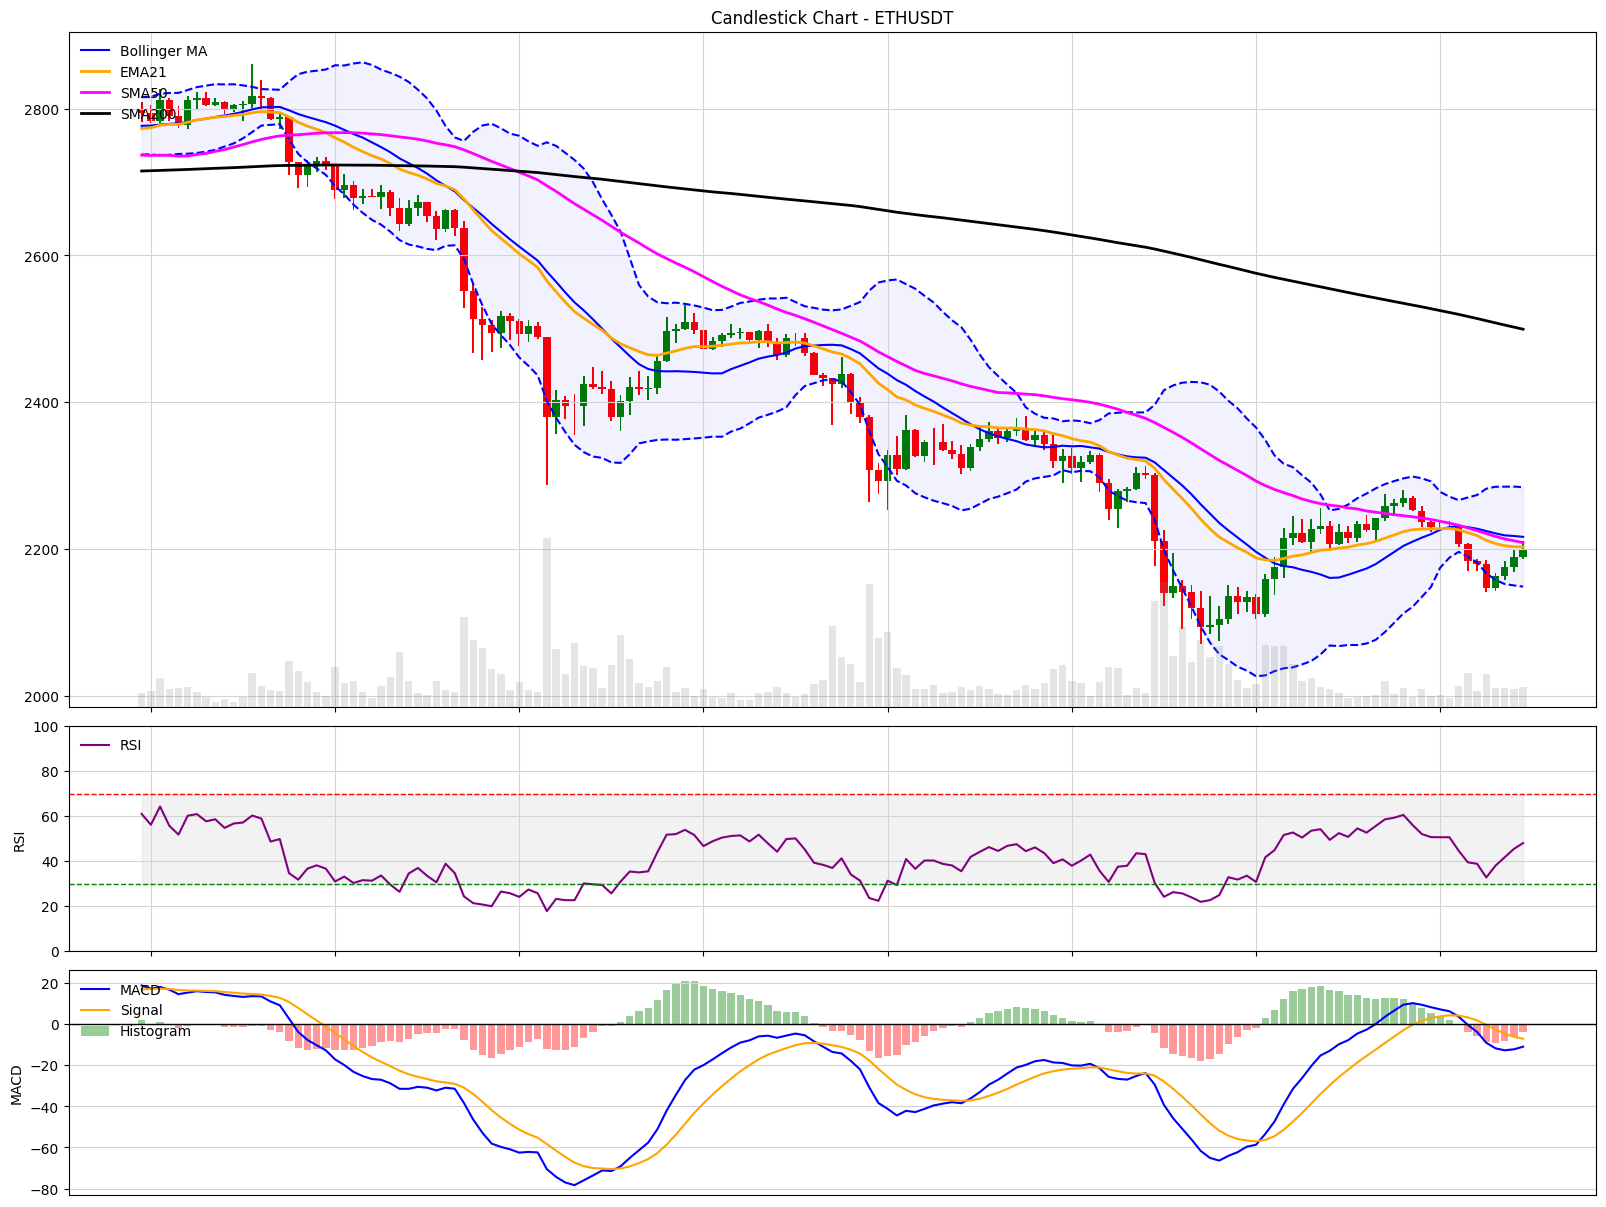 Candlestick Chart - ETHUSDT
Bollinger MA
EMA21
SMA50
SMA200
2800
2600
2400
2200
2000
RSI
100
80
60
40
20
0
RSI
MACD
Signal
Histogram
20
0
−20
−40
−60
−80
MACD